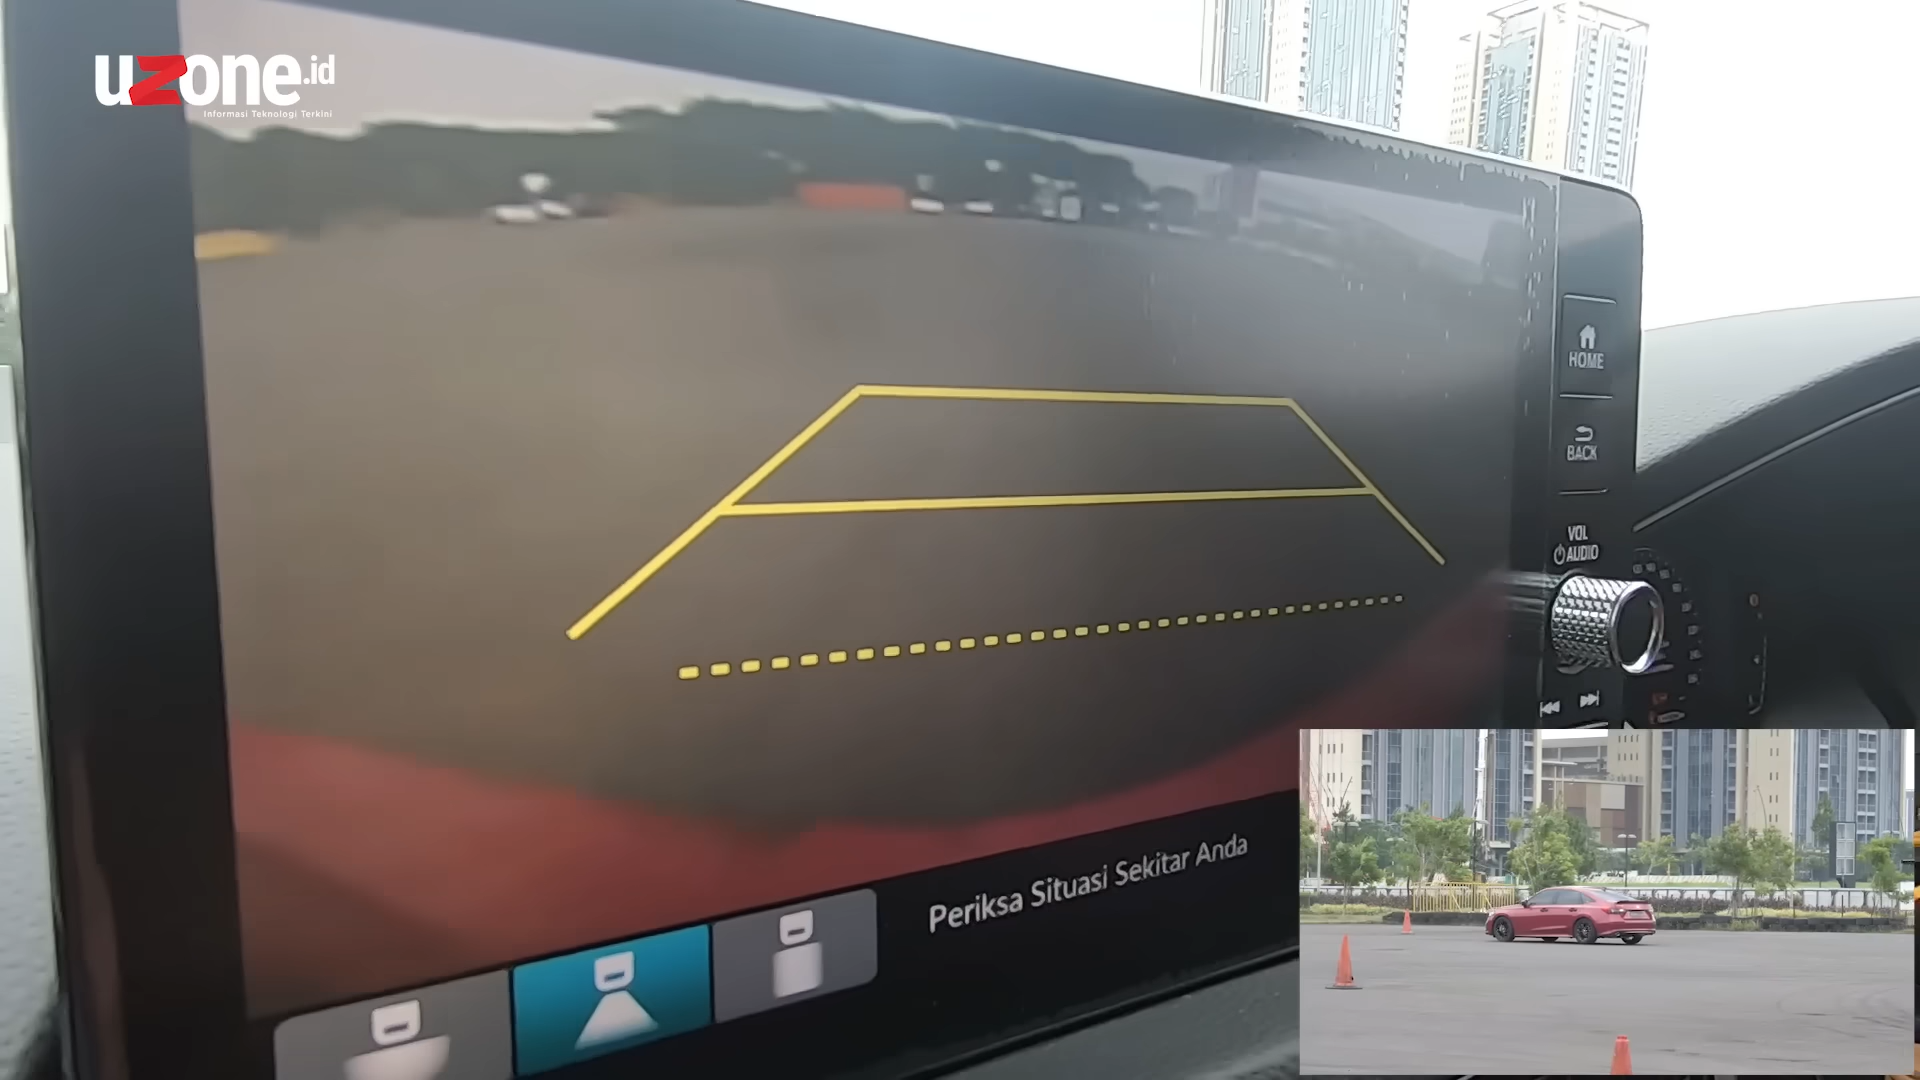 uzone.id
Informasi Teknologi Terkini
HOME
BACK
VOL
AUDIO
Periksa Situasi Sekitar Anda